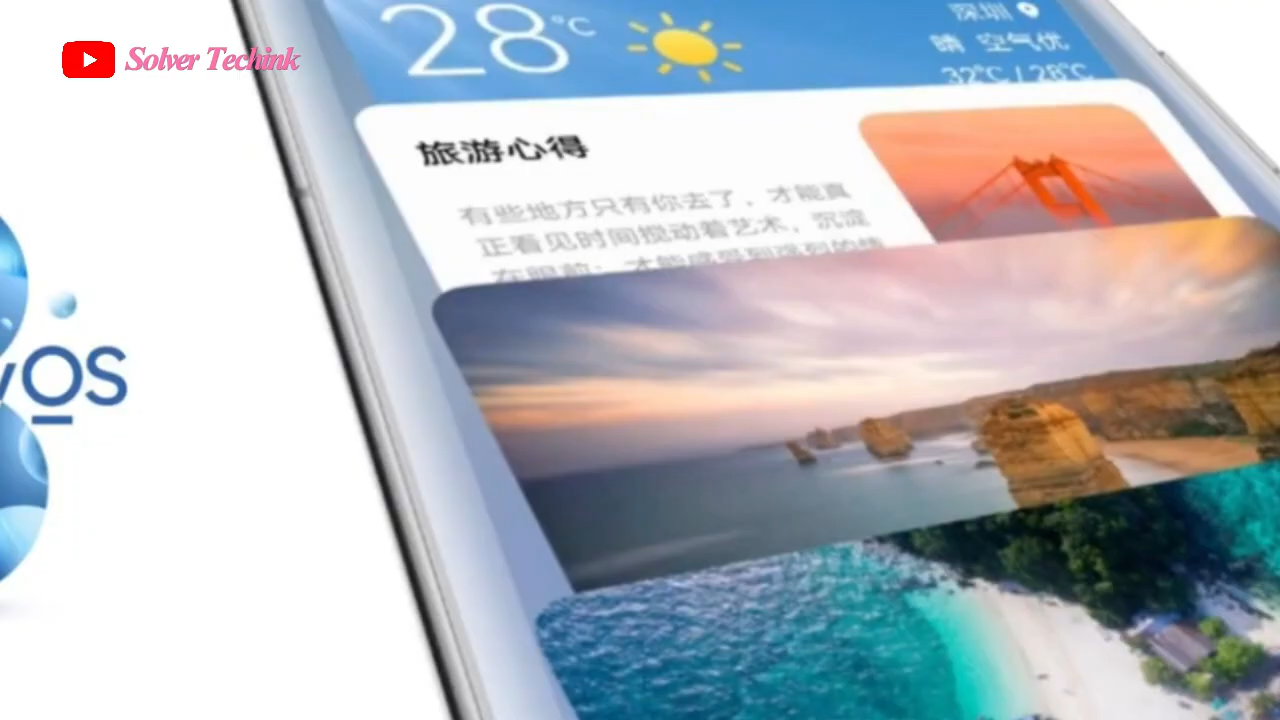 Solver Techink
28°C
深圳
晴 空气优
32°C / 28°C
旅游心得
有些地方只有你去了，才能真
正看见时间搅动着艺术，沉淀
yOS